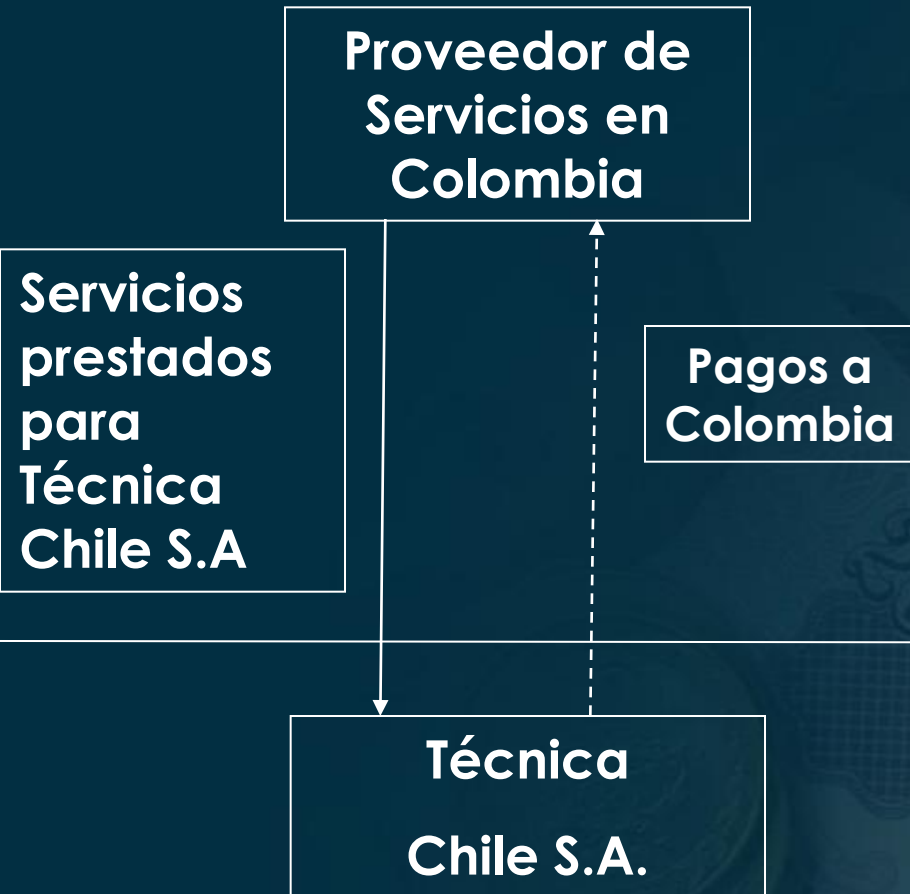 Proveedor de
Servicios en
Colombia
Servicios
prestados
para
Técnica
Chile S.A
Pagos a
Colombia
Técnica
Chile S.A.